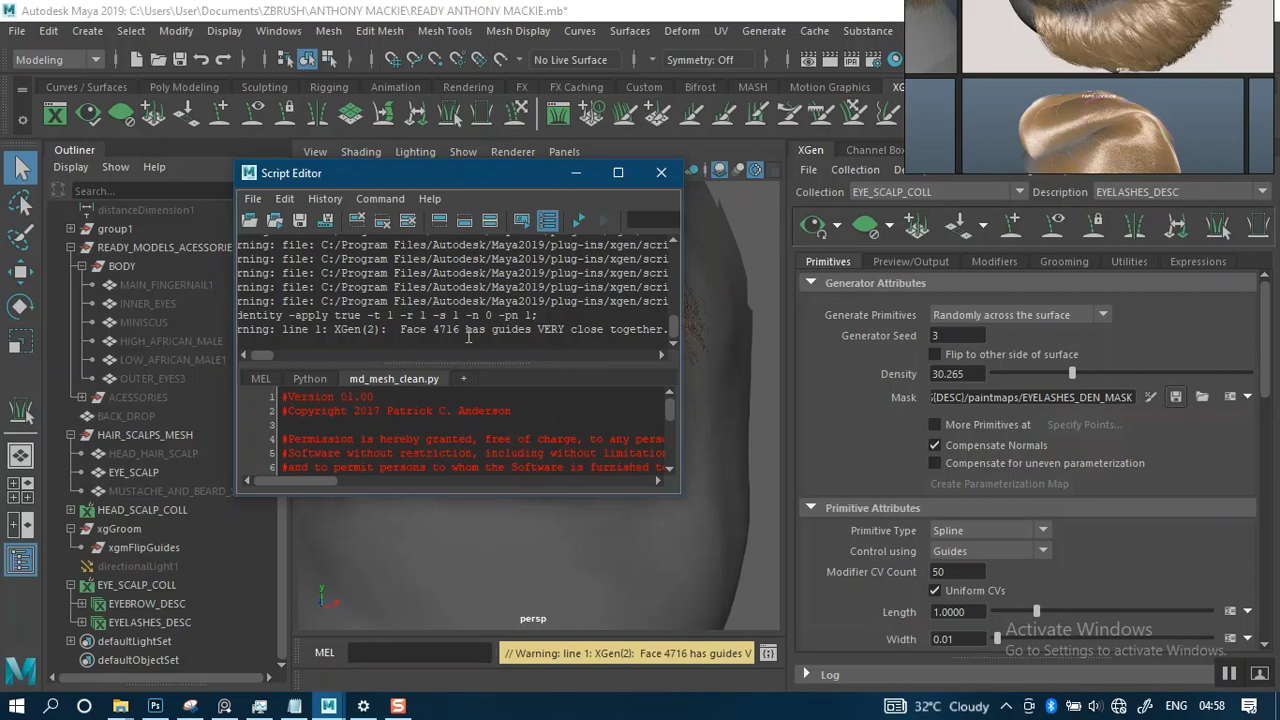 Autodesk Maya 2019: C:\Users\User\Documents\ZBRUSH\ANTHONY MACKIE\READY ANTHONY MACKIE.mb*
File Edit Create Select Modify Display Windows Mesh Edit Mesh Mesh Tools Mesh Display Curves Surfaces Deform UV Generate Cache Substance
Modeling No Live Surface Symmetry: Off
Curves / Surfaces Poly Modeling Sculpting Rigging Animation Rendering FX FX Caching Custom Bifrost MASH Motion Graphics
Outliner
Display Show Help
Search...
distanceDimension1
group1
READY_MODELS_ACESSORIE
BODY
MAIN_FINGERNAIL1
INNER_EYES
MINISCUS
HIGH_AFRICAN_MALE
LOW_AFRICAN_MALE1
OUTER_EYES3
ACESSORIES
BACK_DROP
HAIR_SCALPS_MESH
HEAD_HAIR_SCALP
EYE_SCALP
MUSTACHE_AND_BEARD_S
HEAD_SCALP_COLL
xgGroom
xgmFlipGuides
directionalLight1
EYE_SCALP_COLL
EYEBROW_DESC
EYELASHES_DESC
defaultLightSet
defaultObjectSet
View Shading Lighting Show Renderer Panels
Script Editor
File Edit History Command Help
rning: file: C:/Program Files/Autodesk/Maya2019/plug-ins/xgen/scri
rning: file: C:/Program Files/Autodesk/Maya2019/plug-ins/xgen/scri
rning: file: C:/Program Files/Autodesk/Maya2019/plug-ins/xgen/scri
rning: file: C:/Program Files/Autodesk/Maya2019/plug-ins/xgen/scri
rning: file: C:/Program Files/Autodesk/Maya2019/plug-ins/xgen/scri
dentity -apply true -t 1 -r 1 -s 1 -n 0 -pn 1;
rning: line 1: XGen(2): Face 4716 has guides VERY close together.
MEL Python md_mesh_clean.py +
1 #Version 01.00
2 #Copyright 2017 Patrick C. Anderson
3
4 #Permission is hereby granted, free of charge, to any pers
5 #Software without restriction, including without limitation
6 #and to permit persons to whom the Software is furnished t
persp
MEL // Warning: line 1: XGen(2): Face 4716 has guides V
XGen Channel Box
File Collection
Collection EYE_SCALP_COLL Description EYELASHES_DESC
Primitives Preview/Output Modifiers Grooming Utilities Expressions
Generator Attributes
Generate Primitives Randomly across the surface
Generator Seed 3
Flip to other side of surface
Density 30.265
Mask ${DESC}/paintmaps/EYELASHES_DEN_MASK
More Primitives at Specify Points...
Compensate Normals
Compensate for uneven parameterization
Create Parameterization Map
Primitive Attributes
Primitive Type Spline
Control using Guides
Modifier CV Count 50
Uniform CVs
Length 1.0000
Width 0.01
Activate Windows
Go to Settings to activate Windows.
Log
32°C Cloudy ENG 04:58